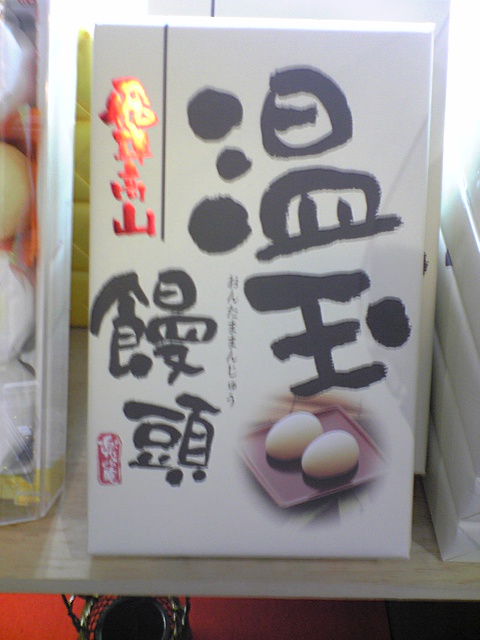 温玉
おんたままんじゅう
饅頭
飛騨高山